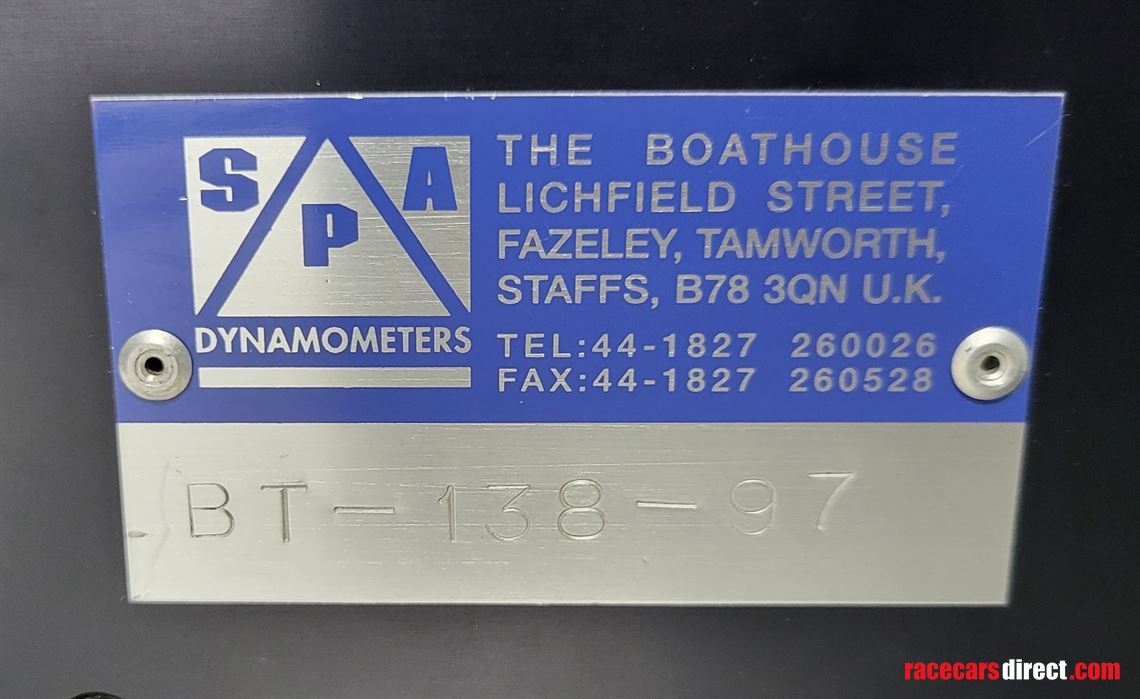 S P A
DYNAMOMETERS
THE BOATHOUSE
LICHFIELD STREET,
FAZELEY, TAMWORTH,
STAFFS, B78 3QN U.K.
TEL:44-1827 260026
FAX:44-1827 260528
BT-138-97
racecarsdirect.com